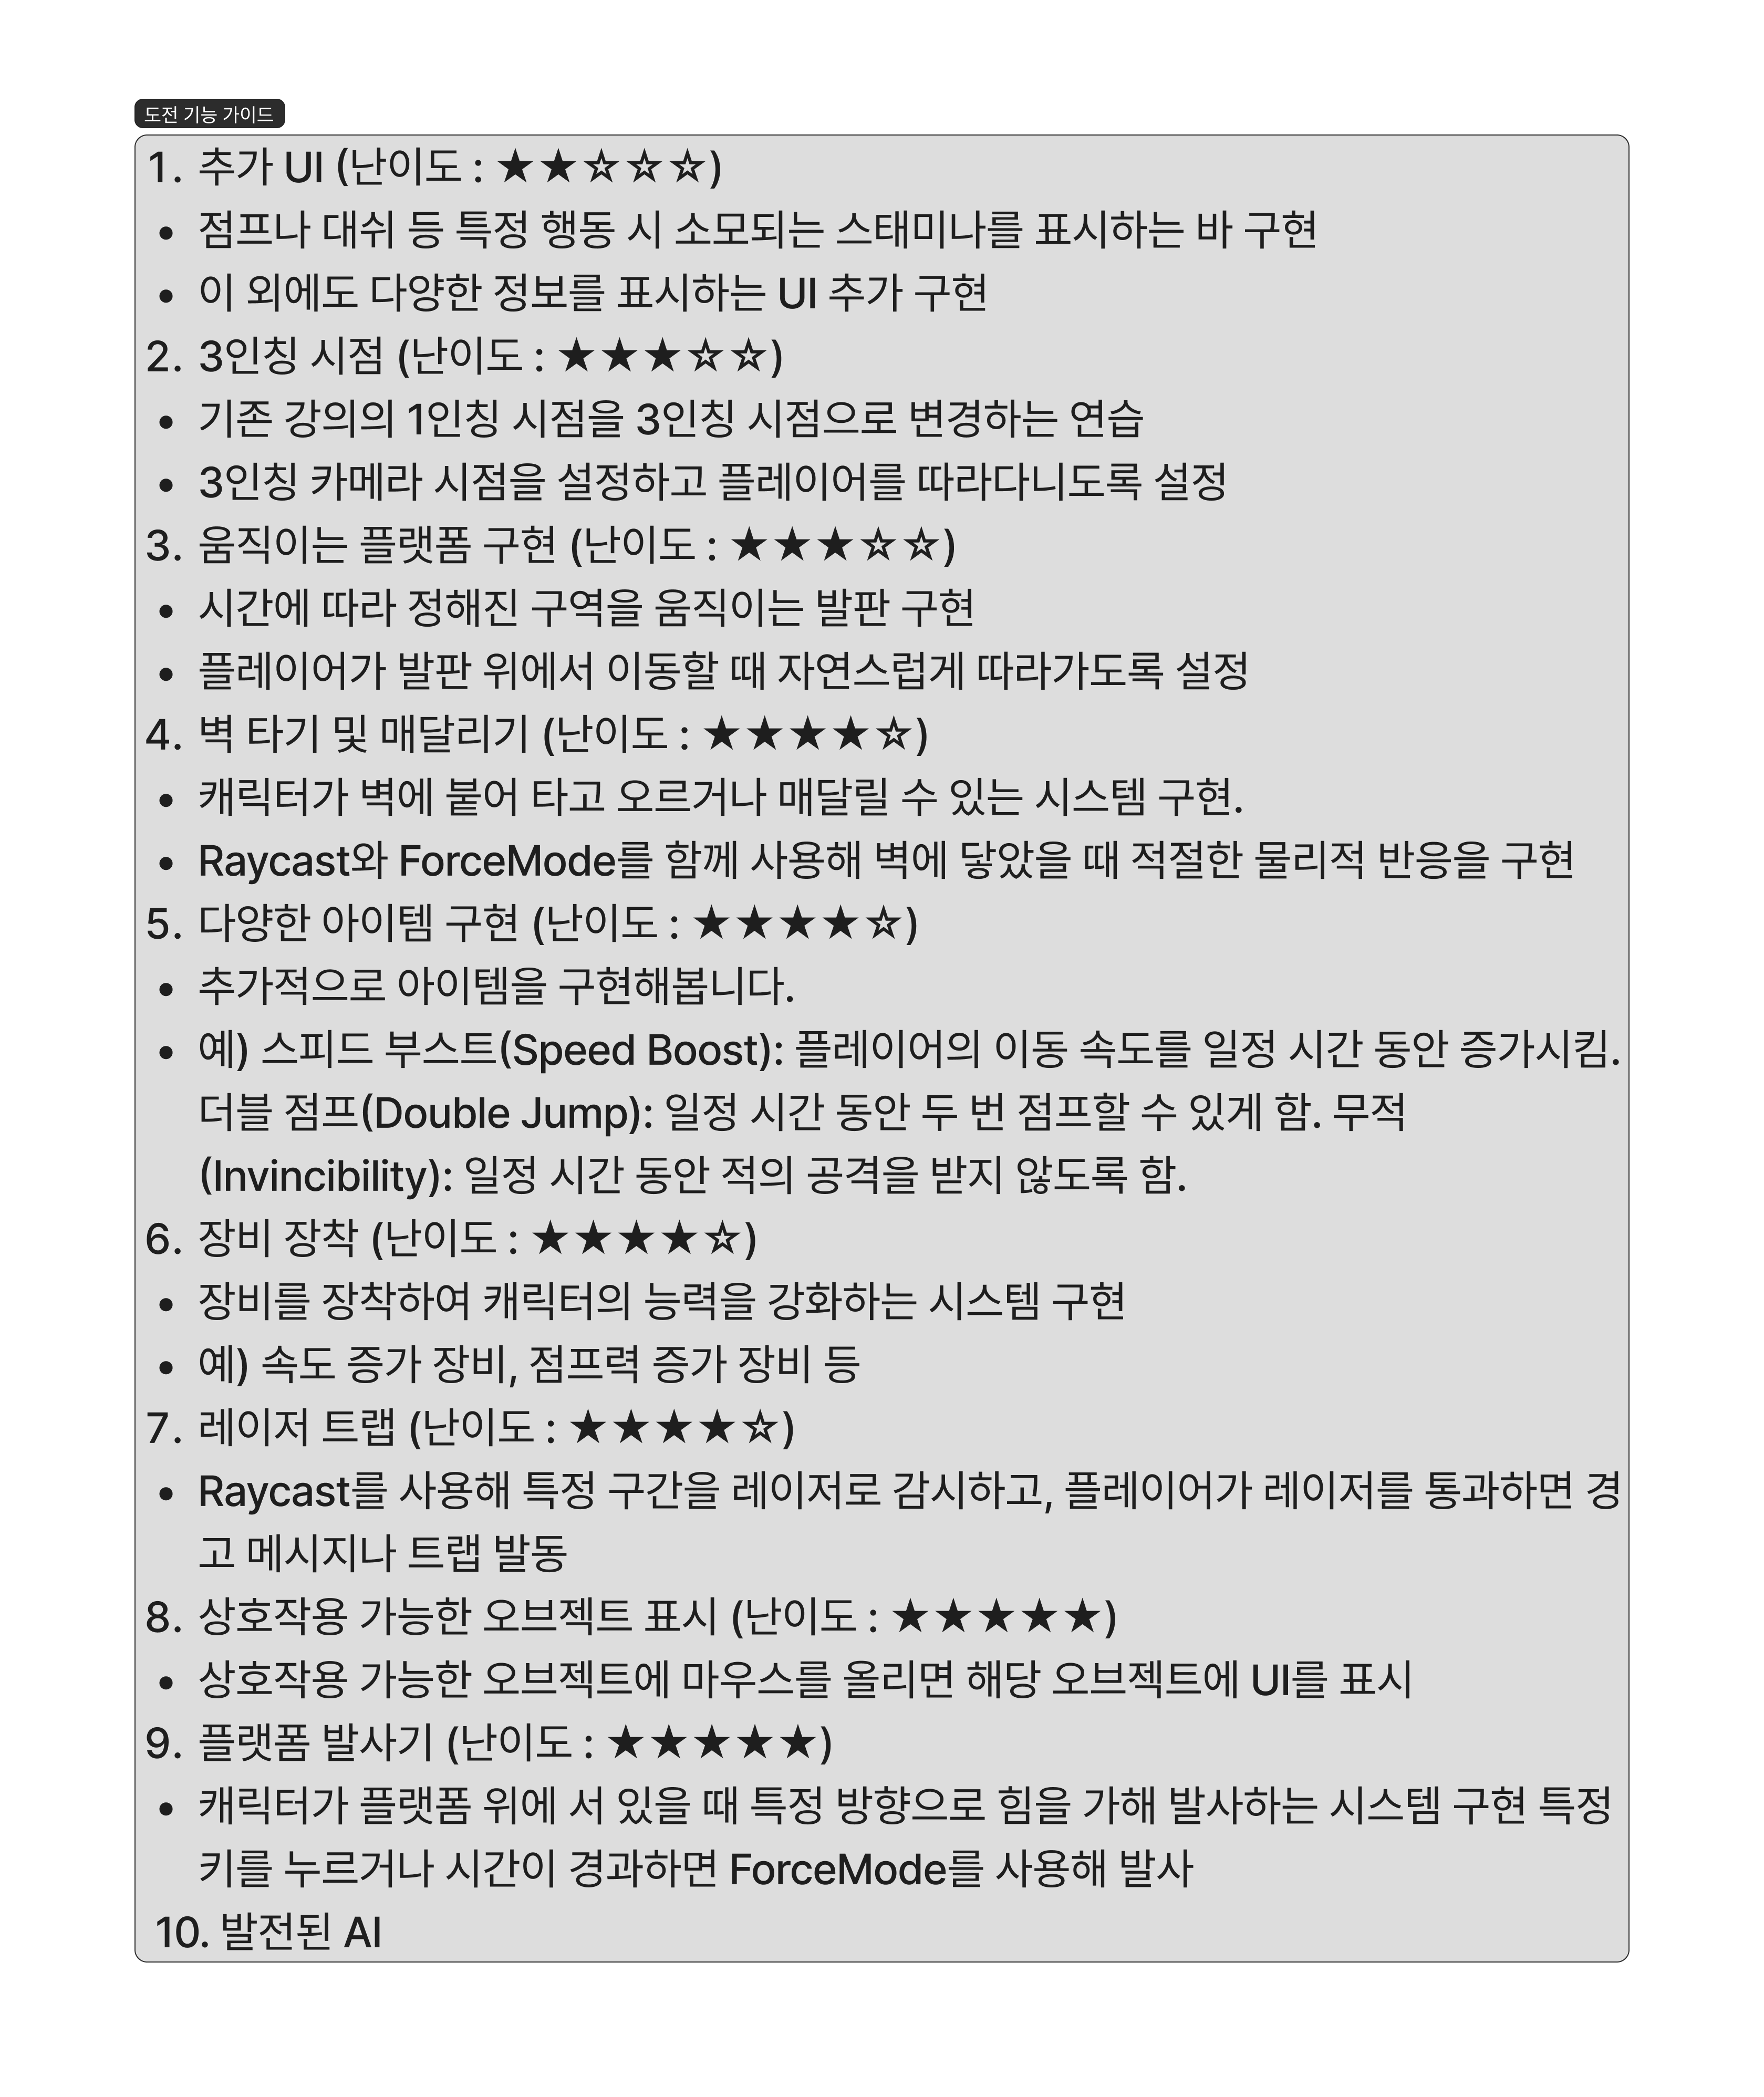 도전 기능 가이드
1. 추가 UI (난이도 : ★★☆☆☆)
• 점프나 대쉬 등 특정 행동 시 소모되는 스태미나를 표시하는 바 구현
• 이 외에도 다양한 정보를 표시하는 UI 추가 구현
2. 3인칭 시점 (난이도 : ★★★☆☆)
• 기존 강의의 1인칭 시점을 3인칭 시점으로 변경하는 연습
• 3인칭 카메라 시점을 설정하고 플레이어를 따라다니도록 설정
3. 움직이는 플랫폼 구현 (난이도 : ★★★☆☆)
• 시간에 따라 정해진 구역을 움직이는 발판 구현
• 플레이어가 발판 위에서 이동할 때 자연스럽게 따라가도록 설정
4. 벽 타기 및 매달리기 (난이도 : ★★★★☆)
• 캐릭터가 벽에 붙어 타고 오르거나 매달릴 수 있는 시스템 구현.
• Raycast와 ForceMode를 함께 사용해 벽에 닿았을 때 적절한 물리적 반응을 구현
5. 다양한 아이템 구현 (난이도 : ★★★★☆)
• 추가적으로 아이템을 구현해봅니다.
• 예) 스피드 부스트(Speed Boost): 플레이어의 이동 속도를 일정 시간 동안 증가시킴.
더블 점프(Double Jump): 일정 시간 동안 두 번 점프할 수 있게 함. 무적
(Invincibility): 일정 시간 동안 적의 공격을 받지 않도록 함.
6. 장비 장착 (난이도 : ★★★★☆)
• 장비를 장착하여 캐릭터의 능력을 강화하는 시스템 구현
• 예) 속도 증가 장비, 점프력 증가 장비 등
7. 레이저 트랩 (난이도 : ★★★★☆)
• Raycast를 사용해 특정 구간을 레이저로 감시하고, 플레이어가 레이저를 통과하면 경
고 메시지나 트랩 발동
8. 상호작용 가능한 오브젝트 표시 (난이도 : ★★★★★)
• 상호작용 가능한 오브젝트에 마우스를 올리면 해당 오브젝트에 UI를 표시
9. 플랫폼 발사기 (난이도 : ★★★★★)
• 캐릭터가 플랫폼 위에 서 있을 때 특정 방향으로 힘을 가해 발사하는 시스템 구현 특정
키를 누르거나 시간이 경과하면 ForceMode를 사용해 발사
10. 발전된 AI